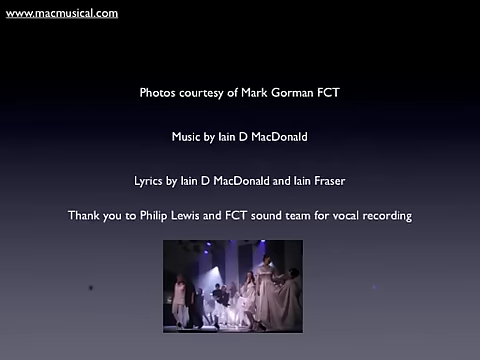 www.macmusical.com
Photos courtesy of Mark Gorman FCT
Music by Iain D MacDonald
Lyrics by Iain D MacDonald and Iain Fraser
Thank you to Philip Lewis and FCT sound team for vocal recording